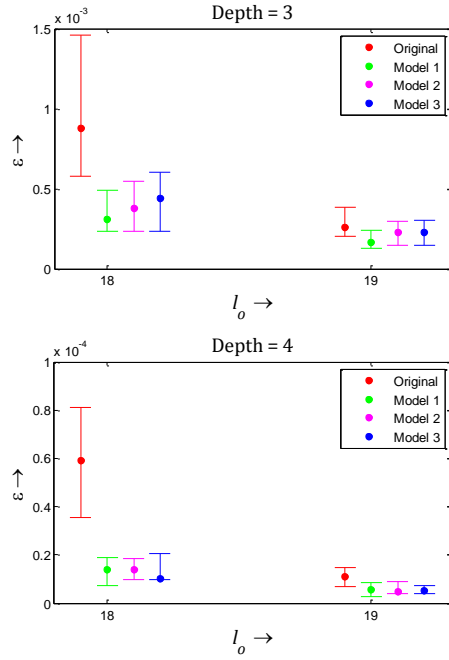 Depth = 3
x 10⁻³
1.5
1
0.5
0
ε→
18
19
l_o →
Original
Model 1
Model 2
Model 3
Depth = 4
x 10⁻⁴
1
0.8
0.6
0.4
0.2
0
ε→
18
19
l_o →
Original
Model 1
Model 2
Model 3